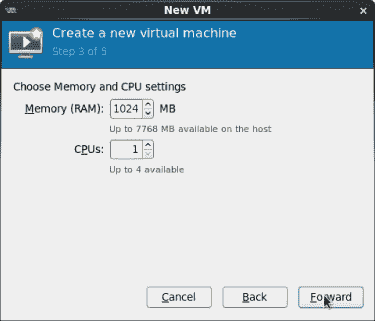 New VM
Create a new virtual machine
Step 3 of 5
Choose Memory and CPU settings
Memory (RAM): 1024 MB
Up to 7768 MB available on the host
CPUs: 1
Up to 4 available
Cancel Back Forward